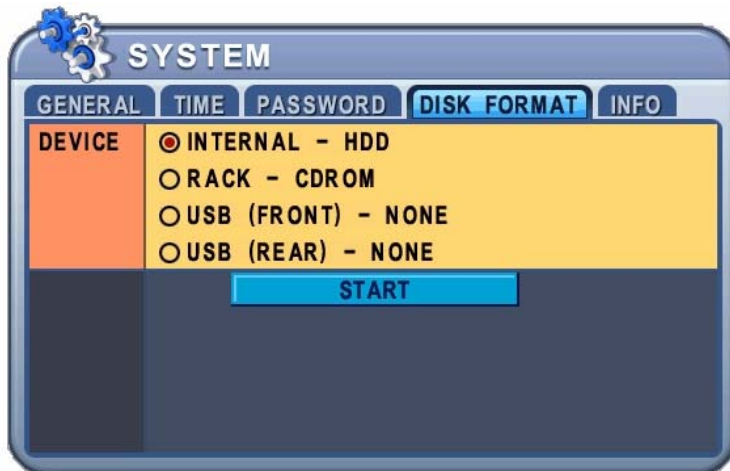 SYSTEM
GENERAL TIME PASSWORD DISK FORMAT INFO
DEVICE INTERNAL - HDD
RACK - CDROM
USB (FRONT) - NONE
USB (REAR) - NONE
START